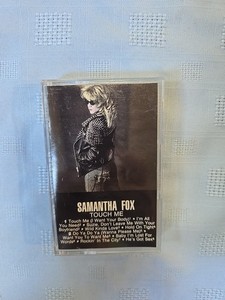 SAMANTHA FOX
TOUCH ME
Touch Me (I Want Your Body) • I'm All
You Need • Suzie, Don't Leave Me With Your
Boyfriend • Wild Kinda Love • Hold On Tight
Do Ya Do Ya (Wanna Please Me) •
Want You To Want Me • Baby I'm Lost For
Words • Rockin' In The City • He's Got Sex